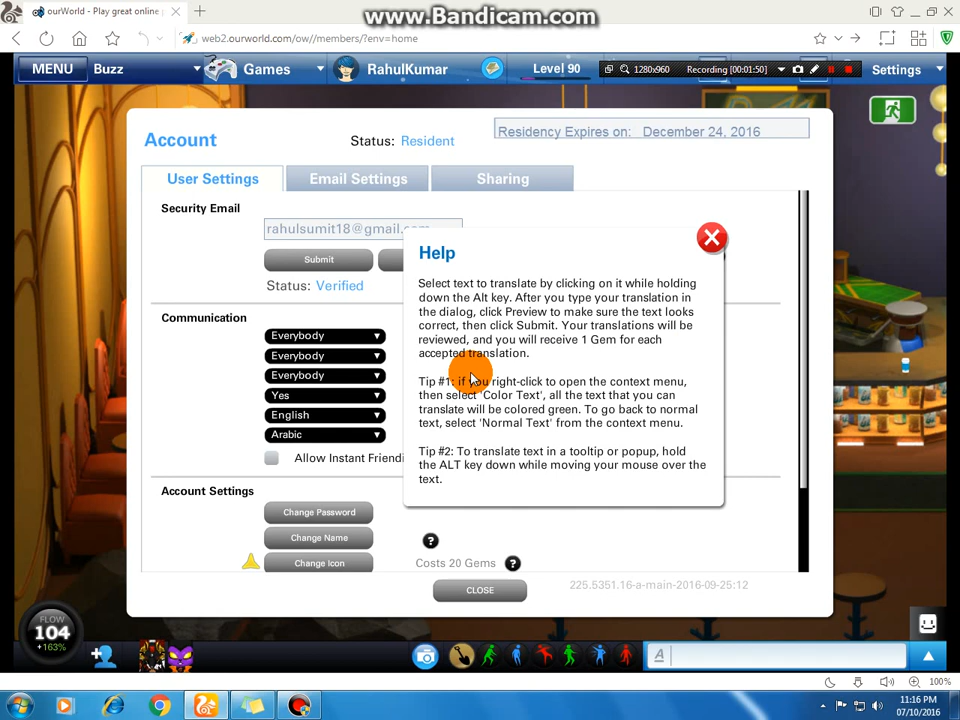 www.Bandicam.com
ourWorld - Play great online
web2.ourworld.com/ow//members/?env=home
MENU Buzz Games RahulKumar Level 90 1280x960 Recording [00:01:50] Settings
Account Status: Resident Residency Expires on: December 24, 2016
User Settings Email Settings Sharing
Security Email
rahulsumit18@gmail.com
Submit
Status: Verified
Help
Select text to translate by clicking on it while holding
down the Alt key. After you type your translation in
the dialog, click Preview to make sure the text looks
correct, then click Submit. Your translations will be
reviewed, and you will receive 1 Gem for each
accepted translation.
Tip #1: if you right-click to open the context menu,
then select 'Color Text', all the text that you can
translate will be colored green. To go back to normal
text, select 'Normal Text' from the context menu.
Tip #2: To translate text in a tooltip or popup, hold
the ALT key down while moving your mouse over the
text.
Communication
Everybody
Everybody
Everybody
Yes
English
Arabic
Allow Instant Friendi
Account Settings
Change Password
Change Name ?
Change Icon Costs 20 Gems ?
CLOSE 225.5351.16-a-main-2016-09-25:12
FLOW
104
+163%
A
100%
11:16 PM
07/10/2016